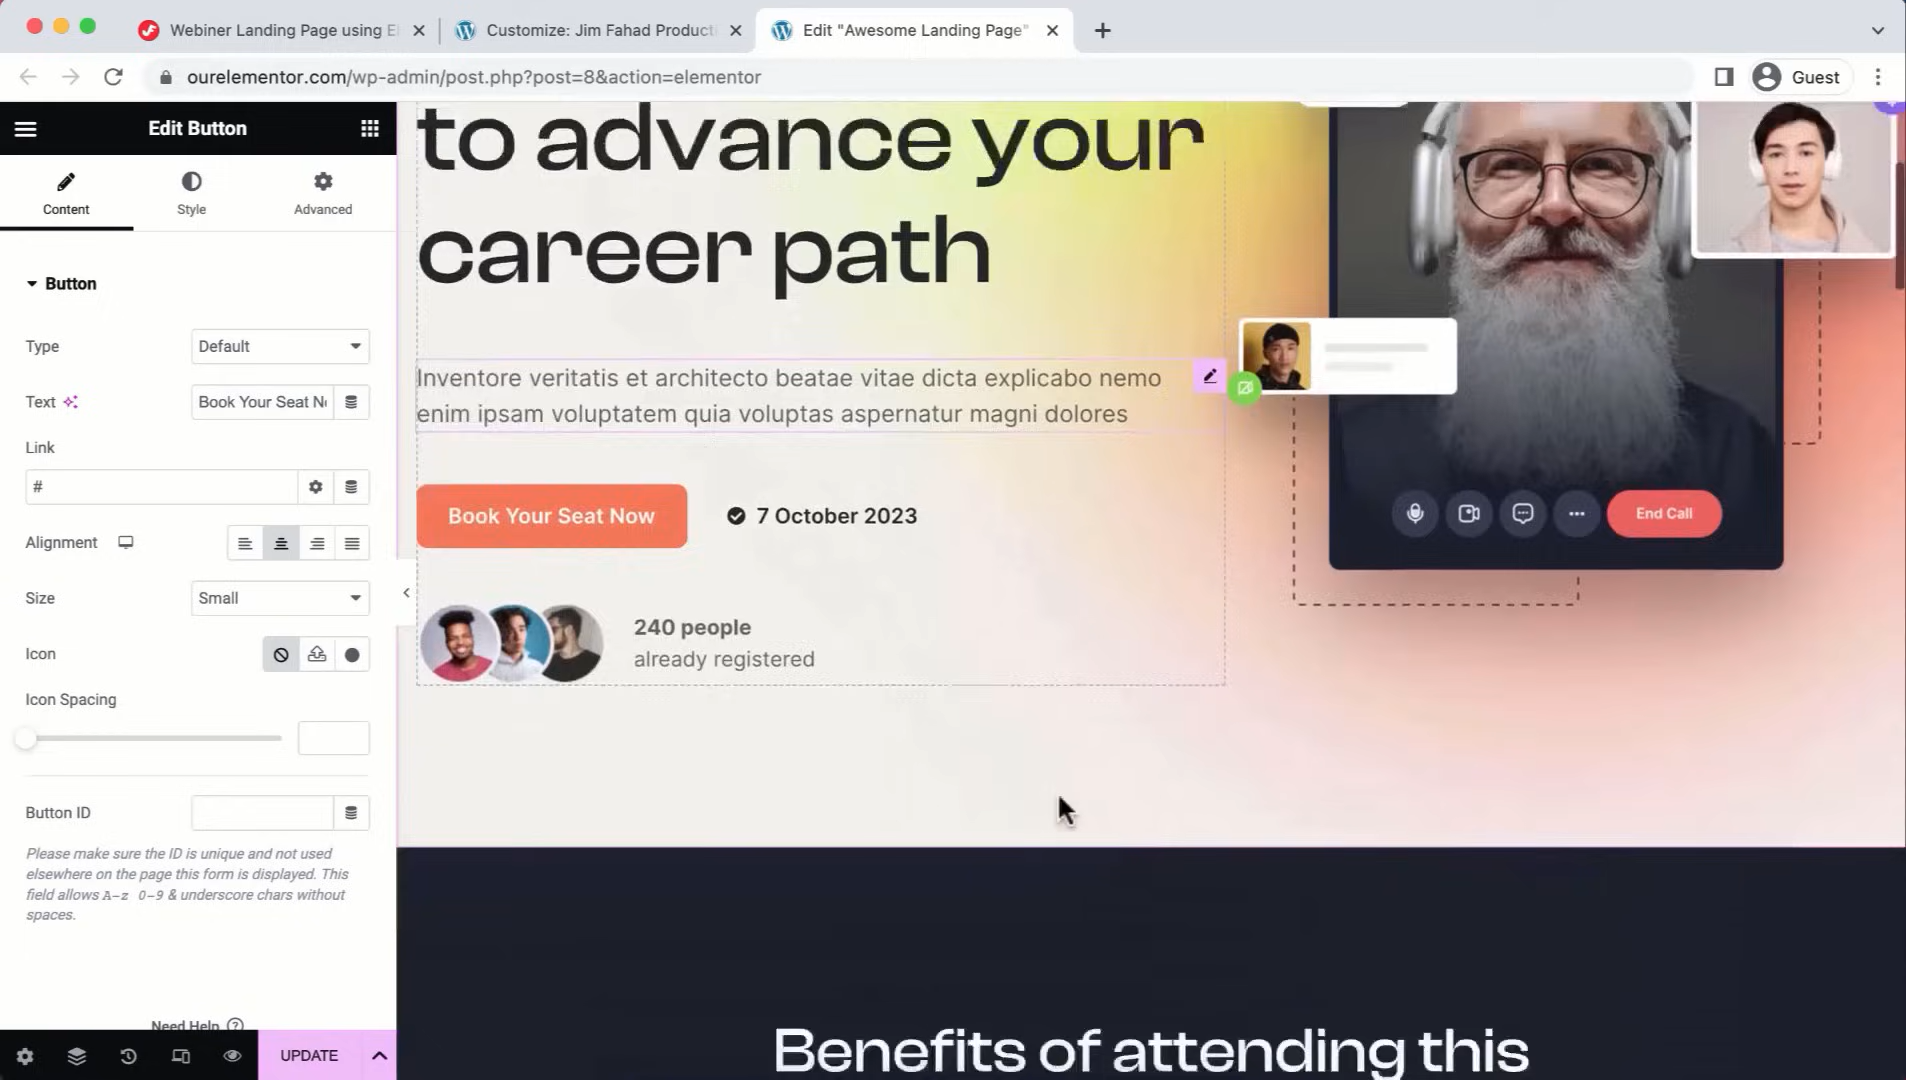 Webiner Landing Page using El
Customize: Jim Fahad Product
Edit "Awesome Landing Page"
ourelementor.com/wp-admin/post.php?post=8&action=elementor
Guest
Edit Button
Content
Style
Advanced
Button
Type
Default
Text
Book Your Seat No
Link
#
Alignment
Size
Small
Icon
Icon Spacing
Button ID
Please make sure the ID is unique and not used
elsewhere on the page this form is displayed. This
field allows A-z 0-9 & underscore chars without
spaces.
Need Help
UPDATE
to advance your
career path
Inventore veritatis et architecto beatae vitae dicta explicabo nemo
enim ipsam voluptatem quia voluptas aspernatur magni dolores
Book Your Seat Now
7 October 2023
240 people
already registered
End Call
Benefits of attending this